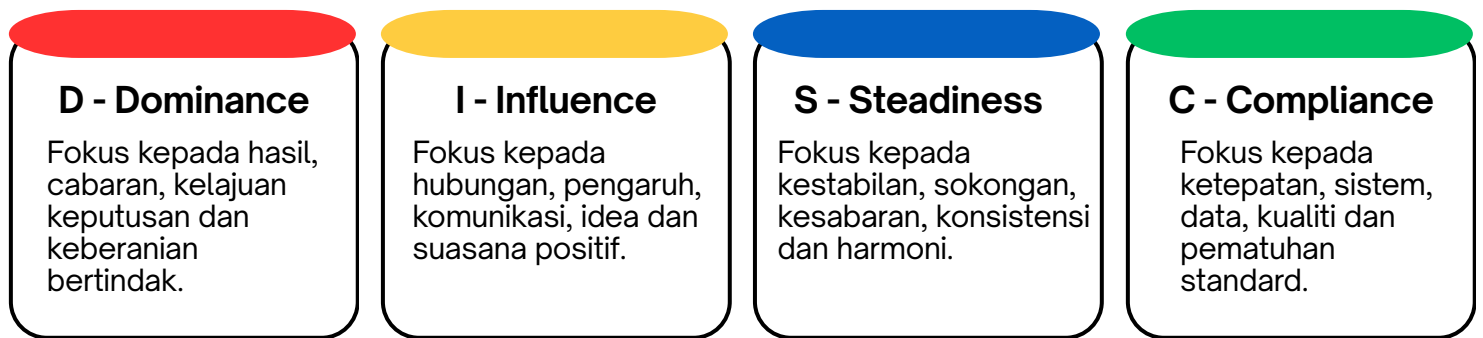 D - Dominance
Fokus kepada hasil,
cabaran, kelajuan
keputusan dan
keberanian
bertindak.
I - Influence
Fokus kepada
hubungan, pengaruh,
komunikasi, idea dan
suasana positif.
S - Steadiness
Fokus kepada
kestabilan, sokongan,
kesabaran, konsistensi
dan harmoni.
C - Compliance
Fokus kepada
ketepatan, sistem,
data, kualiti dan
pematuhan
standard.